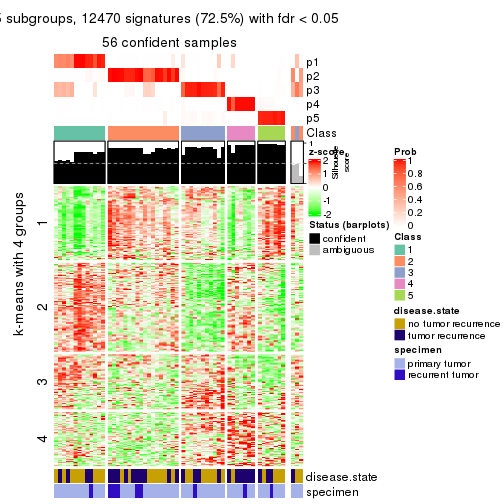 subgroups, 12470 signatures (72.5%) with fdr < 0.05
56 confident samples
p1
p2
p3
p4
p5
Class
z-score
2
1
0
-1
-2
1
Silhouette
score
Prob
1
0.8
0.6
0.4
0.2
0
Status (barplots)
confident
ambiguous
Class
1
2
3
4
5
disease.state
no tumor recurrence
tumor recurrence
specimen
primary tumor
recurrent tumor
k-means with 4 groups
1
2
3
4
disease.state
specimen